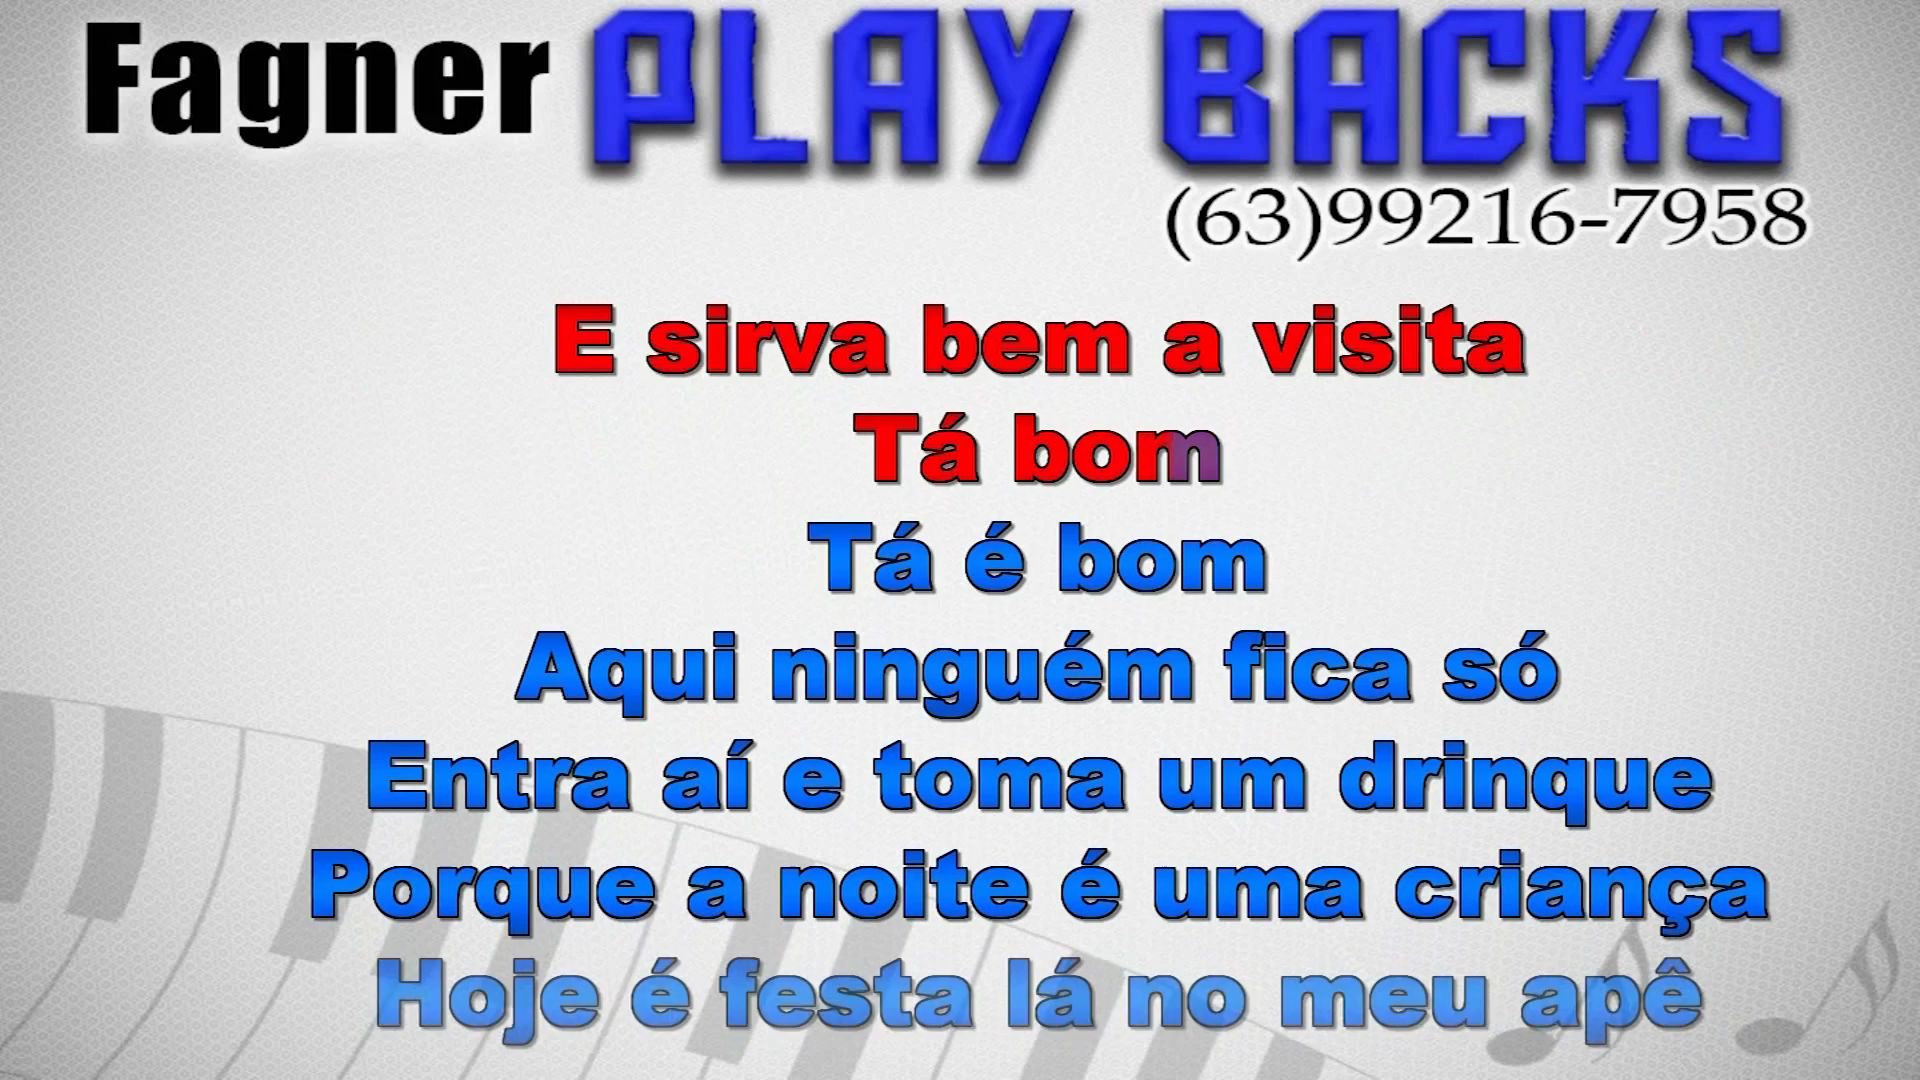 Fagner PLAY BACKS
(63)99216-7958
E sirva bem a visita
Tá bom
Tá é bom
Aqui ninguém fica só
Entra aí e toma um drinque
Porque a noite é uma criança
Hoje é festa lá no meu apê